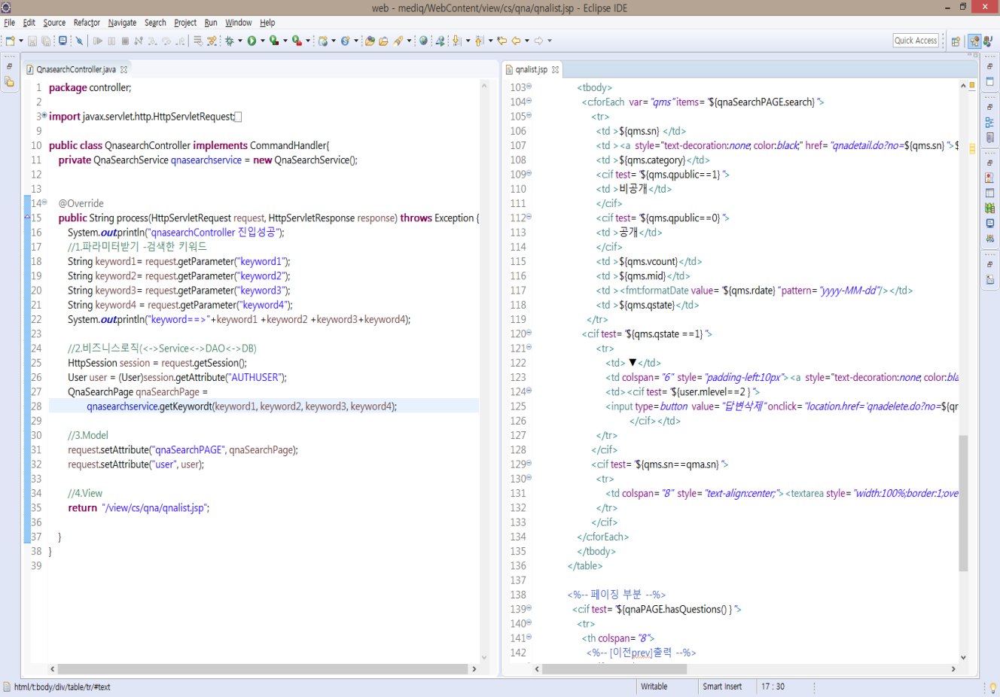 web - mediq/WebContent/view/cs/qna/qnalist.jsp - Eclipse IDE
File Edit Source Refactor Navigate Search Project Run Window Help
Quick Access
QnasearchController.java
1 package controller;
2
3 import javax.servlet.http.HttpServletRequest;
9
10 public class QnasearchController implements CommandHandler{
11 private QnaSearchService qnasearchservice = new QnaSearchService();
12
13
14 @Override
15 public String process(HttpServletRequest request, HttpServletResponse response) throws Exception {
16 System.out.println("qnasearchController 진입성공");
17 //1.파라미터받기 -검색한 키워드
18 String keyword1= request.getParameter("keyword1");
19 String keyword2= request.getParameter("keyword2");
20 String keyword3= request.getParameter("keyword3");
21 String keyword4 = request.getParameter("keyword4");
22 System.out.println("keyword==>"+keyword1 +keyword2 +keyword3+keyword4);
23
24 //2.비즈니스로직(<->Service<->DAO<->DB)
25 HttpSession session = request.getSession();
26 User user = (User)session.getAttribute("AUTHUSER");
27 QnaSearchPage qnaSearchPage =
28 qnasearchservice.getKeywordt(keyword1, keyword2, keyword3, keyword4);
29
30 //3.Model
31 request.setAttribute("qnaSearchPAGE", qnaSearchPage);
32 request.setAttribute("user", user);
33
34 //4.View
35 return "/view/cs/qna/qnalist.jsp";
36
37 }
38 }
39
qnalist.jsp
103 <tbody>
104 <c:forEach var="qms" items="${qnaSearchPAGE.search}">
105 <tr>
106 <td >${qms.sn} </td>
107 <td ><a style="text-decoration:none; color:black;" href="qnadetail.do?no=${qms.sn}">$
108 <td >${qms.category}</td>
109 <c:if test="${qms.qpublic==1}">
110 <td >비공개</td>
111 </c:if>
112 <c:if test="${qms.qpublic==0}">
113 <td >공개</td>
114 </c:if>
115 <td >${qms.vcount}</td>
116 <td >${qms.mid}</td>
117 <td ><fmt:formatDate value="${qms.rdate}" pattern="yyyy-MM-dd"/></td>
118 <td >${qms.qstate}</td>
119 </tr>
120 <c:if test="${qms.qstate ==1}">
121 <tr>
122 <td> ▼</td>
123 <td colspan="6" style="padding-left:10px"><a style="text-decoration:none; color:bla
124 <td><c:if test="${user.mlevel==2 }">
125 <input type=button value="답변삭제" onclick="location.href='qnadelete.do?no=${qr
126 </c:if></td>
127 </tr>
128 </c:if>
129 <c:if test="${qms.sn==qma.sn}">
130 <tr>
131 <td colspan="8" style="text-align:center;"><textarea style="width:100%;border:1;ove
132 </tr>
133 </c:if>
134 </c:forEach>
135 </tbody>
136 </table>
137
138 <%-- 페이징 부분 --%>
139 <c:if test="${qnaPAGE.hasQuestions() }">
140 <tr>
141 <th colspan="8">
142 <%-- [이전prev]출력 --%>
html/t:body/div/table/tr/#text
Writable
Smart Insert
17 : 30